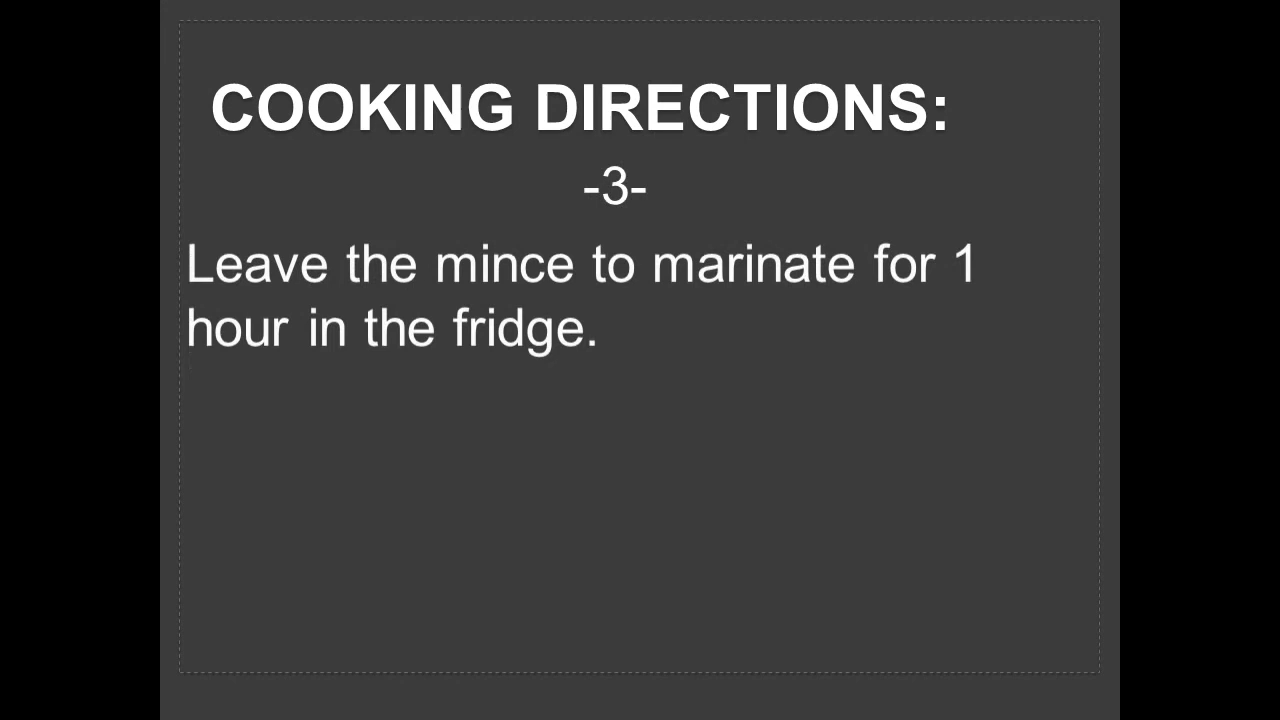 COOKING DIRECTIONS:
-3-
Leave the mince to marinate for 1
hour in the fridge.